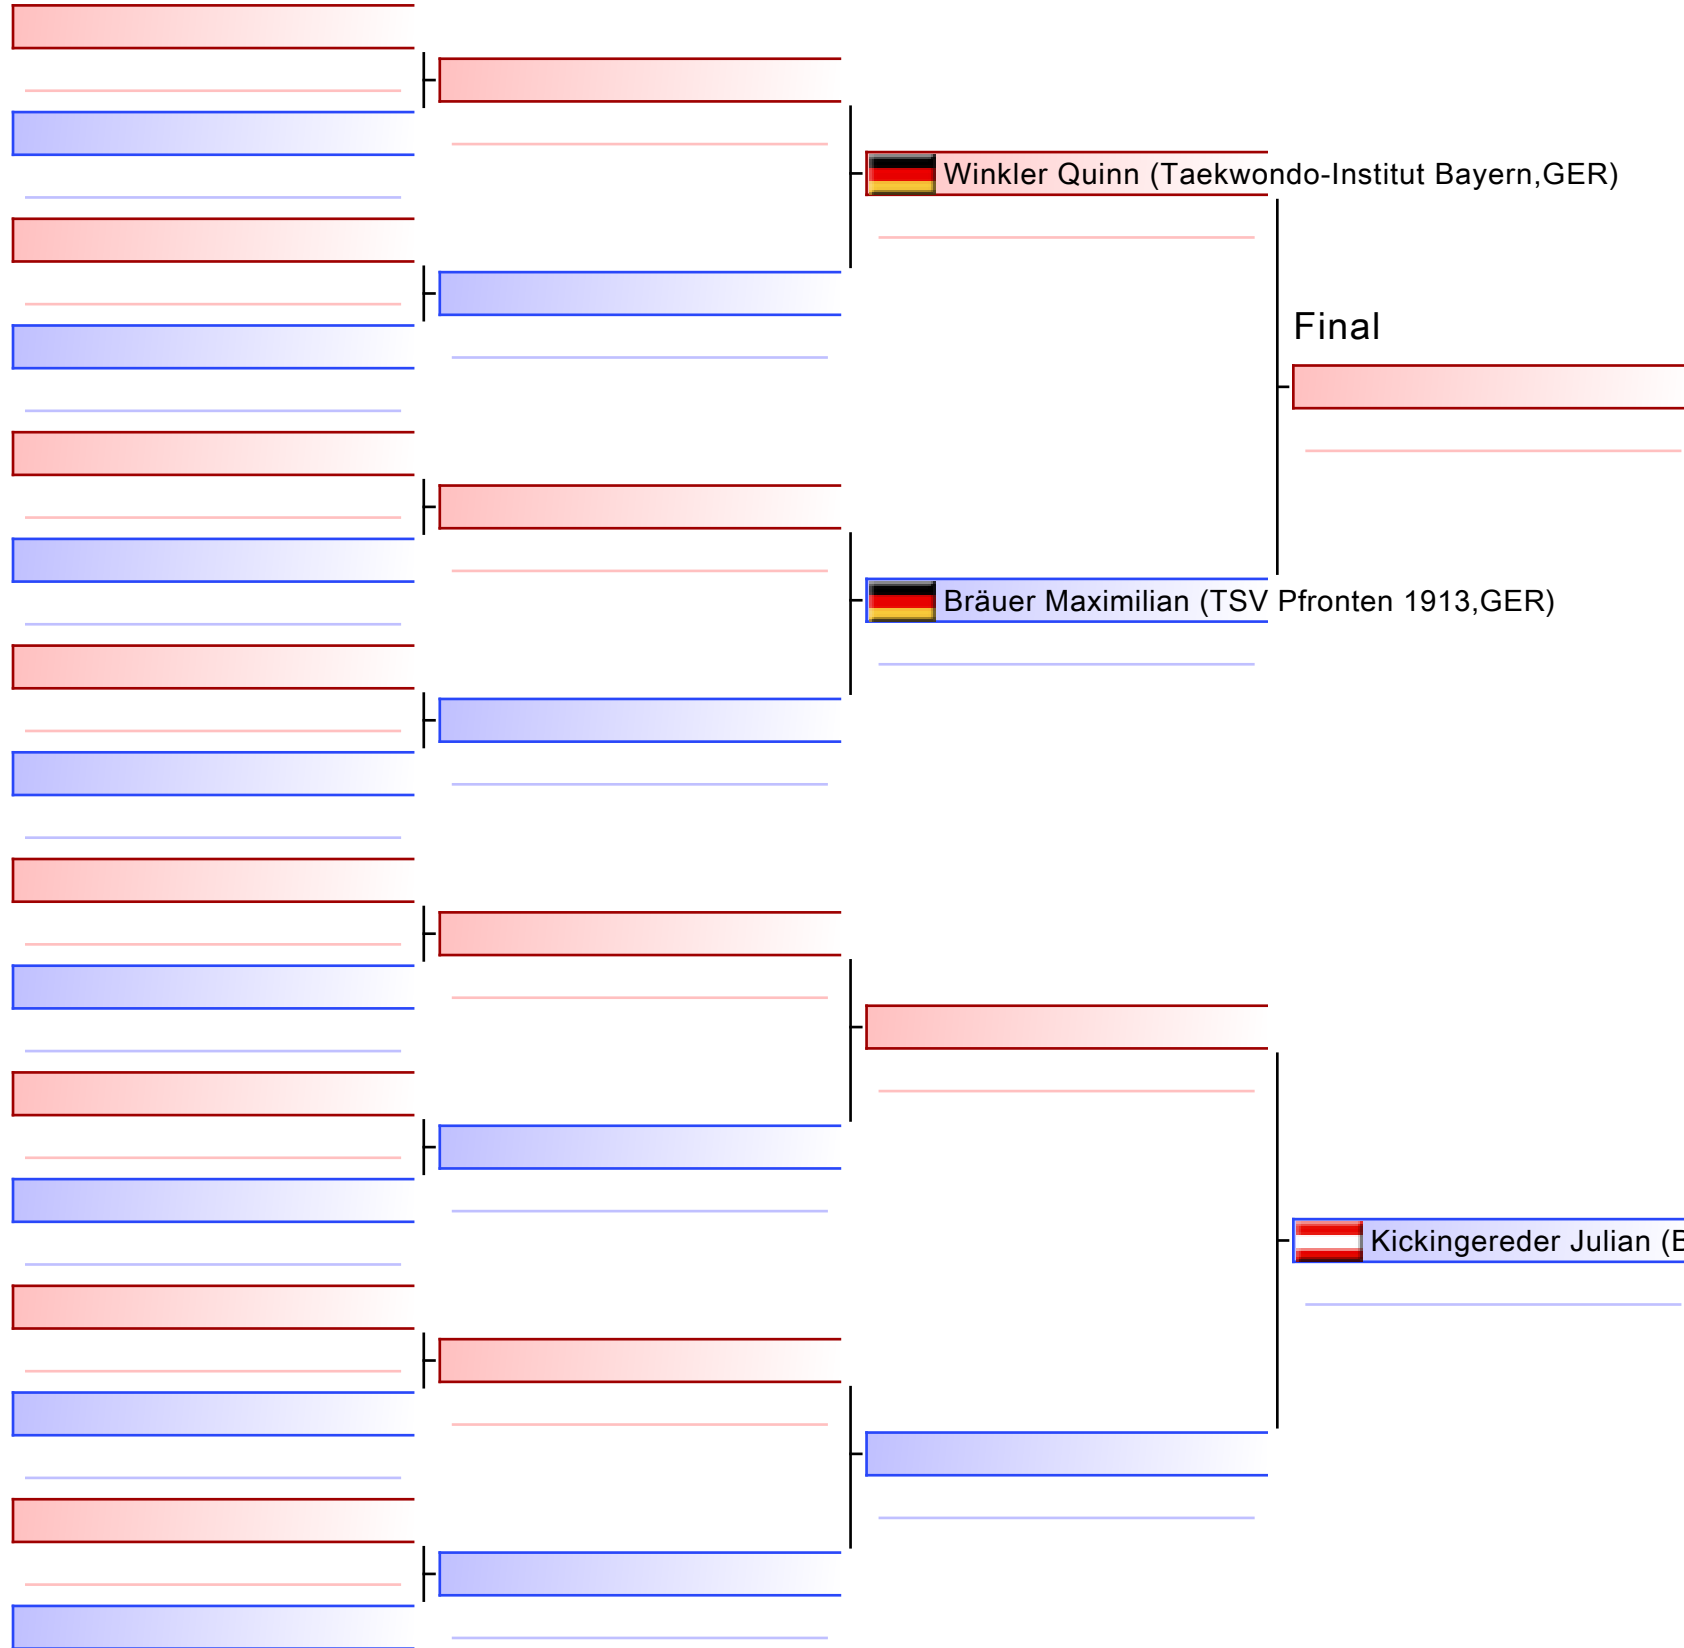 Winkler Quinn (Taekwondo-Institut Bayern,GER)
Final
Bräuer Maximilian (TSV Pfronten 1913,GER)
Kickingereder Julian (